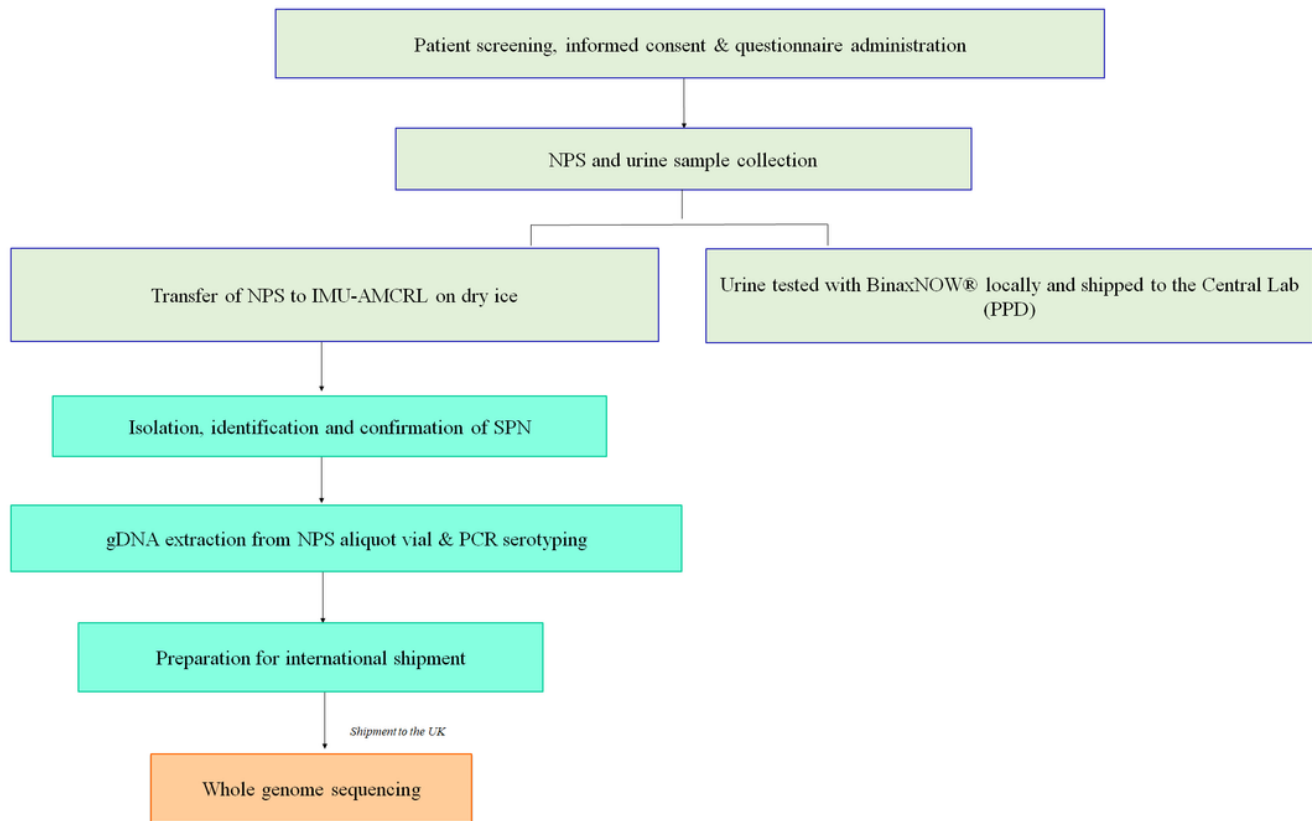 Patient screening, informed consent & questionnaire administration
NPS and urine sample collection
Transfer of NPS to IMU-AMCRL on dry ice
Urine tested with BinaxNOW® locally and shipped to the Central Lab
(PPD)
Isolation, identification and confirmation of SPN
gDNA extraction from NPS aliquot vial & PCR serotyping
Preparation for international shipment
Shipment to the UK
Whole genome sequencing